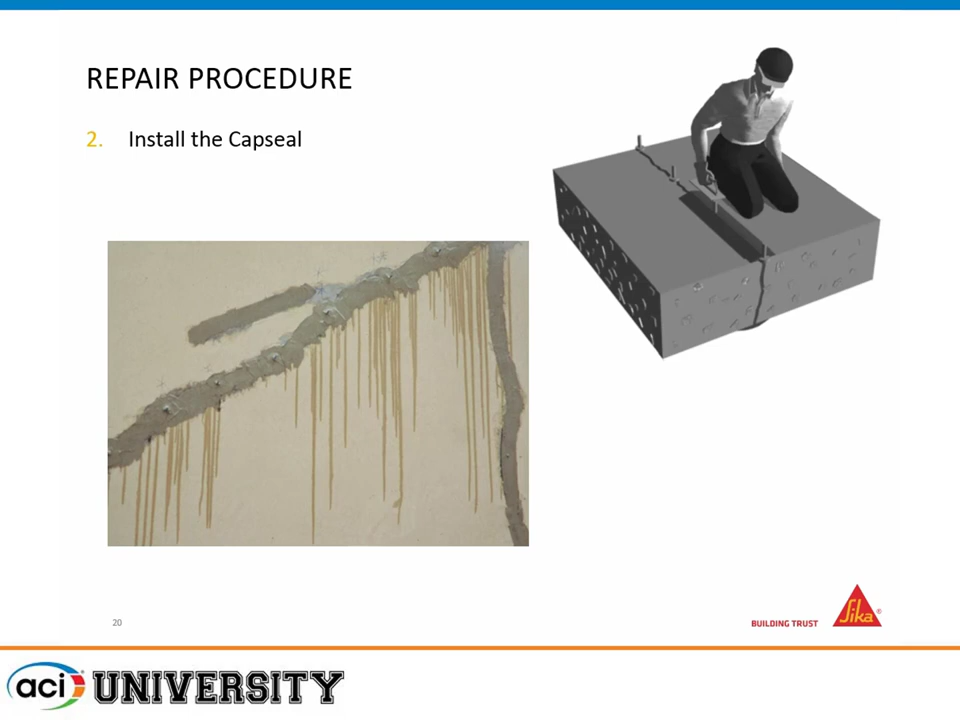 REPAIR PROCEDURE
2. Install the Capseal
20
BUILDING TRUST
Sika®
aci UNIVERSITY